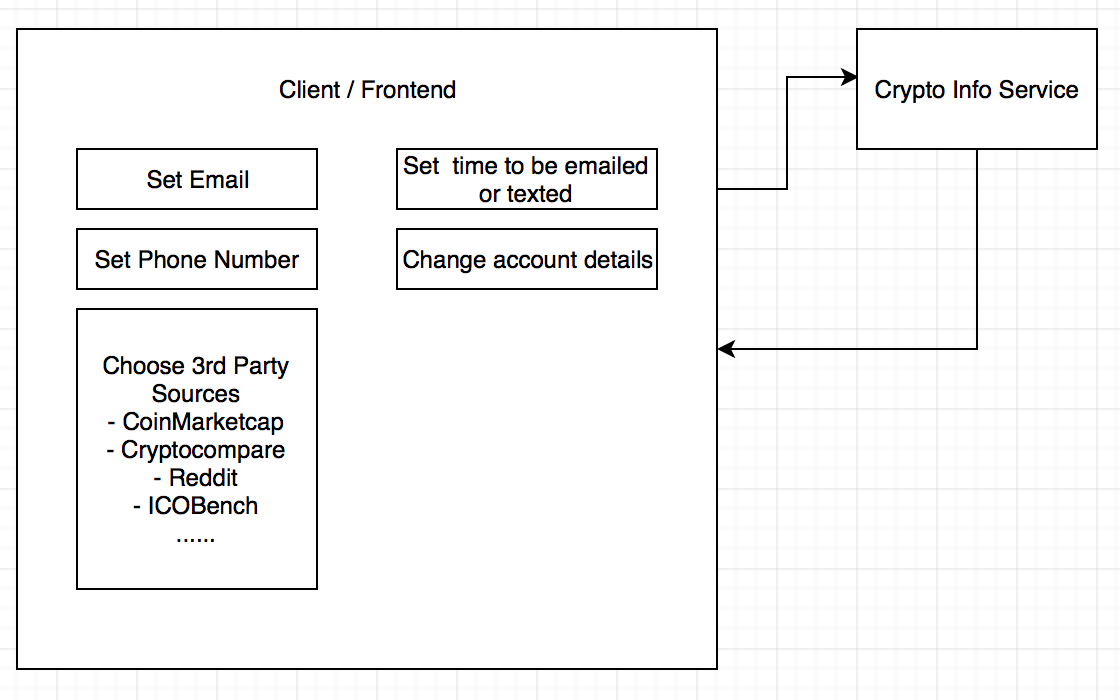 Client / Frontend
Crypto Info Service
Set Email
Set  time to be emailed
or texted
Set Phone Number
Change account details
Choose 3rd Party
Sources
- CoinMarketcap
- Cryptocompare
- Reddit
- ICOBench
......